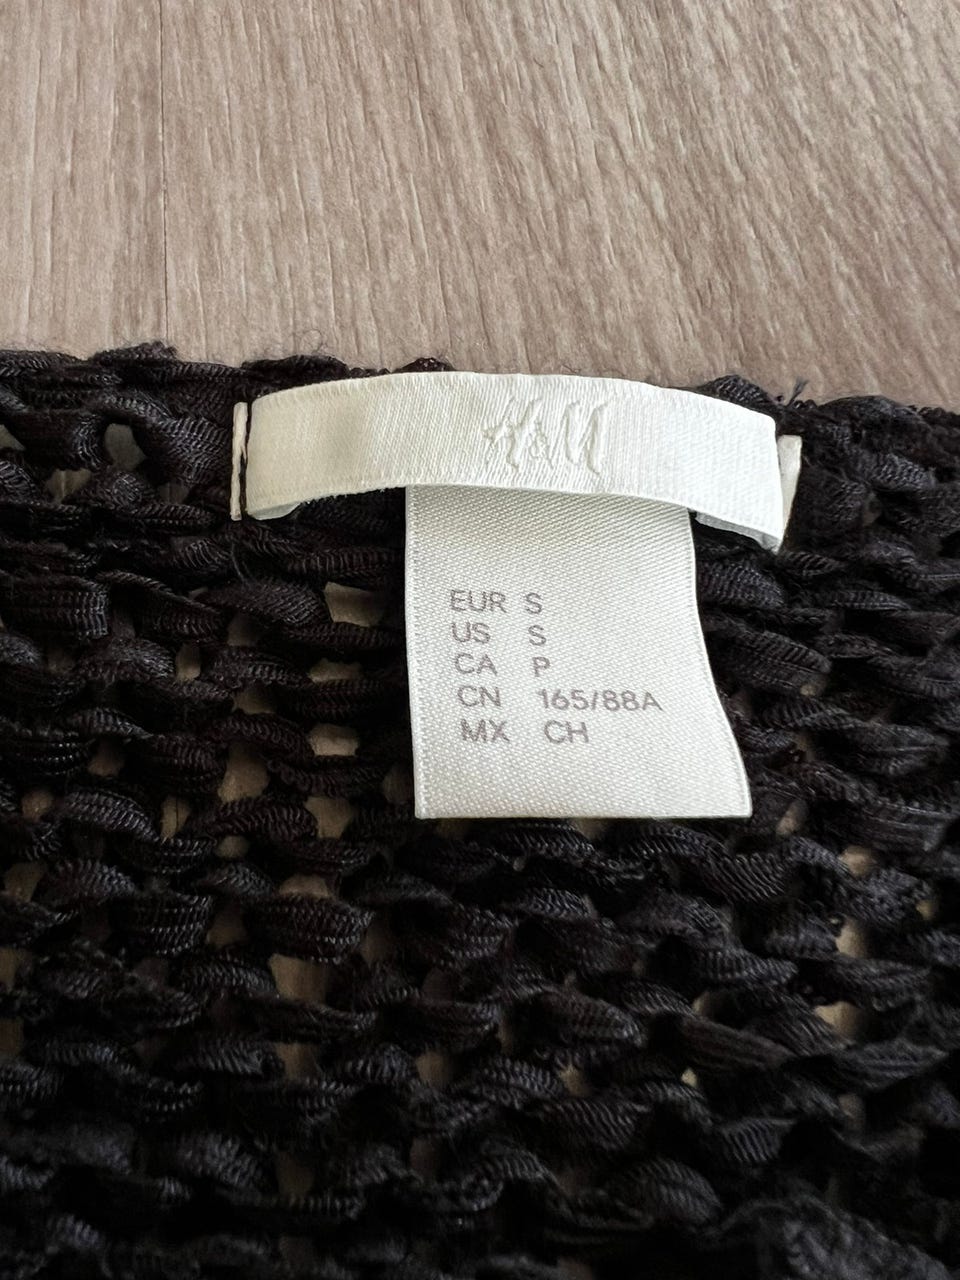 H&M
EUR S
US S
CA P
CN 165/88A
MX CH